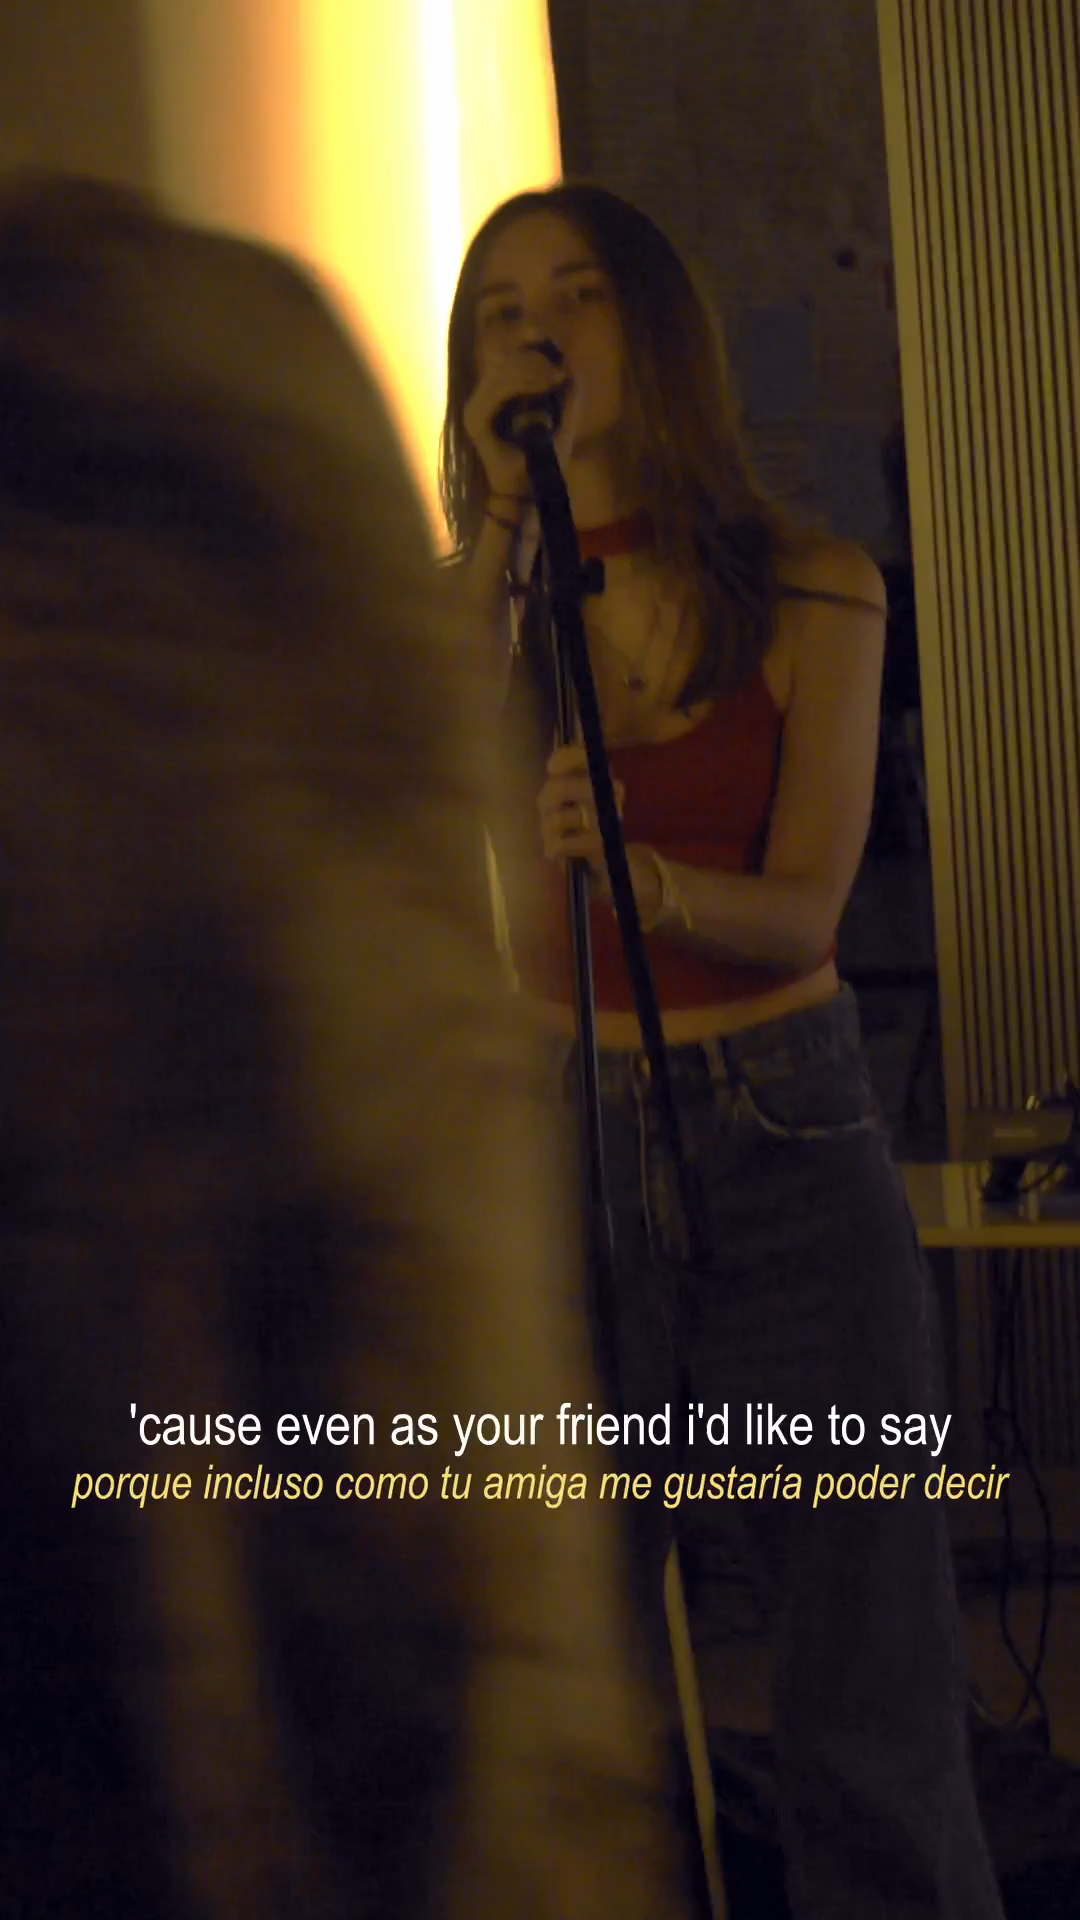 'cause even as your friend i'd like to say
porque incluso como tu amiga me gustaría poder decir